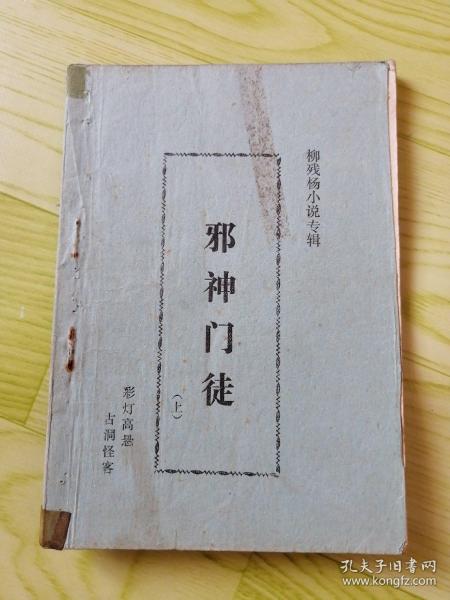 柳残杨小说专辑
邪神门徒
（上）
彩灯高悬
古洞怪客
孔夫子旧书网
www.kongfz.com